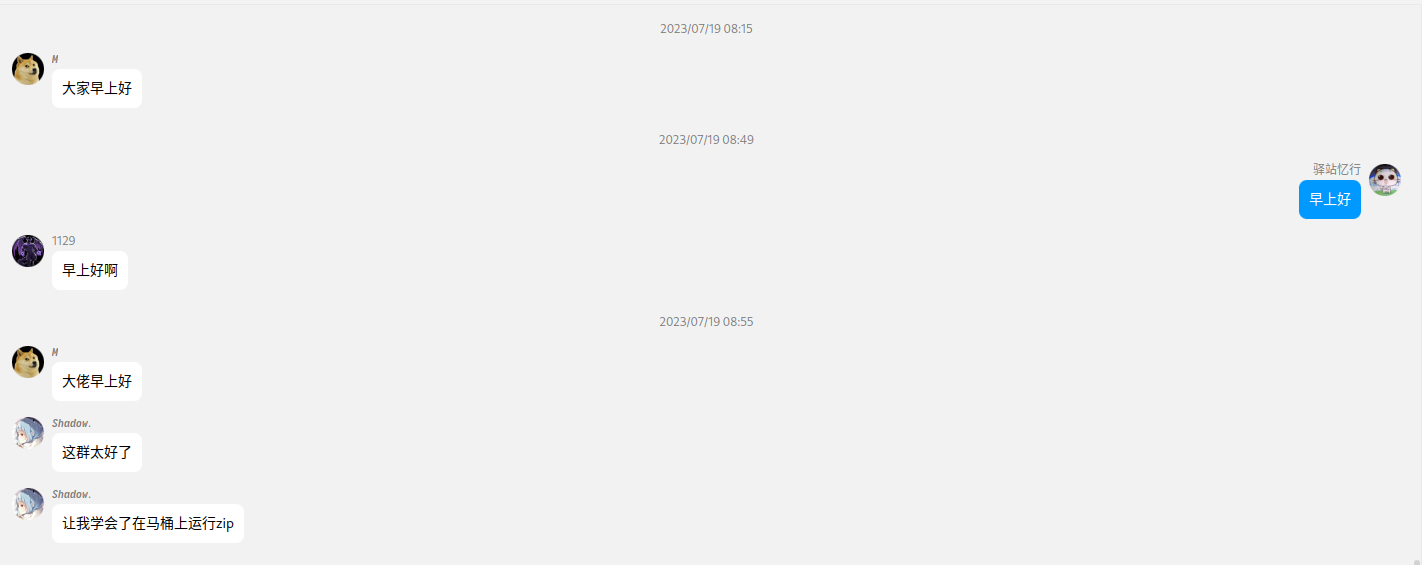 2023/07/19 08:15
M
大家早上好
2023/07/19 08:49
驿站忆行
早上好
1129
早上好啊
2023/07/19 08:55
M
大佬早上好
Shadow.
这群太好了
Shadow.
让我学会了在马桶上运行zip